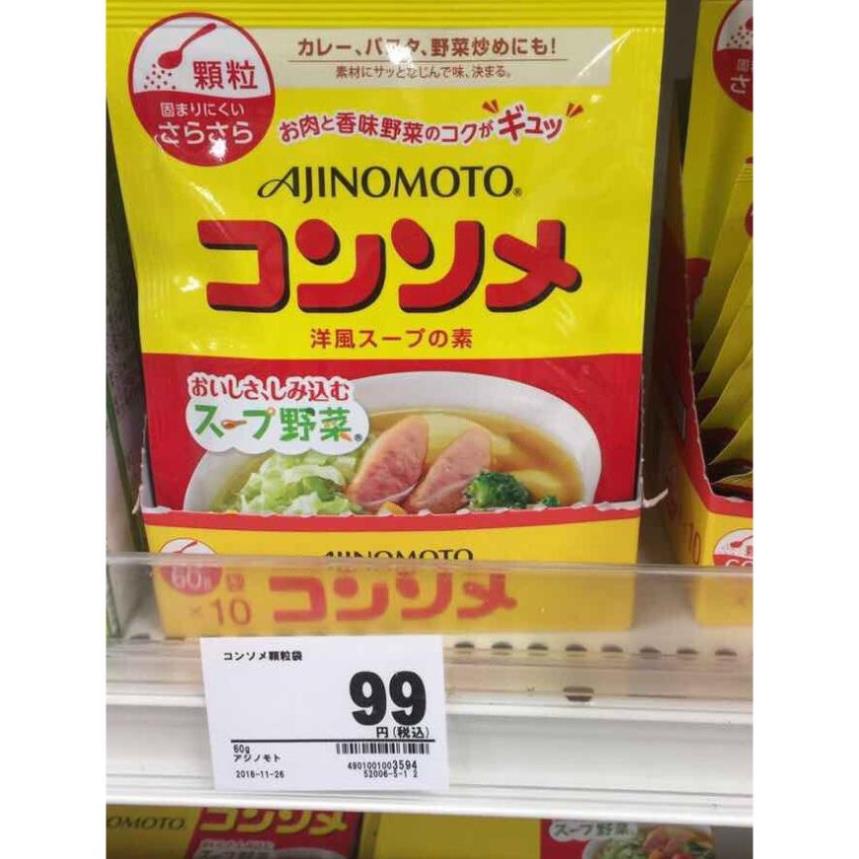 顆粒
固まりにくい
さらさら
カレー、パスタ、野菜炒めにも!
素材にサッとなじんで味、決まる。
お肉と香味野菜のコクがギュッ
AJINOMOTO®
コンソメ
洋風スープの素
おいしさ、しみ込む
スープ野菜®
AJINOMOTO
60g
袋
×10
コンソメ
コンソメ顆粒袋
99
円(税込)
60g
アジノモト
2016-11-26
4901001003594
52006-5-1 2
OMOTO
コンソメ
スープ野菜